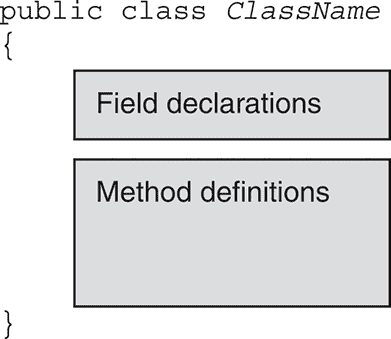 public class ClassName
{
Field declarations
Method definitions
}